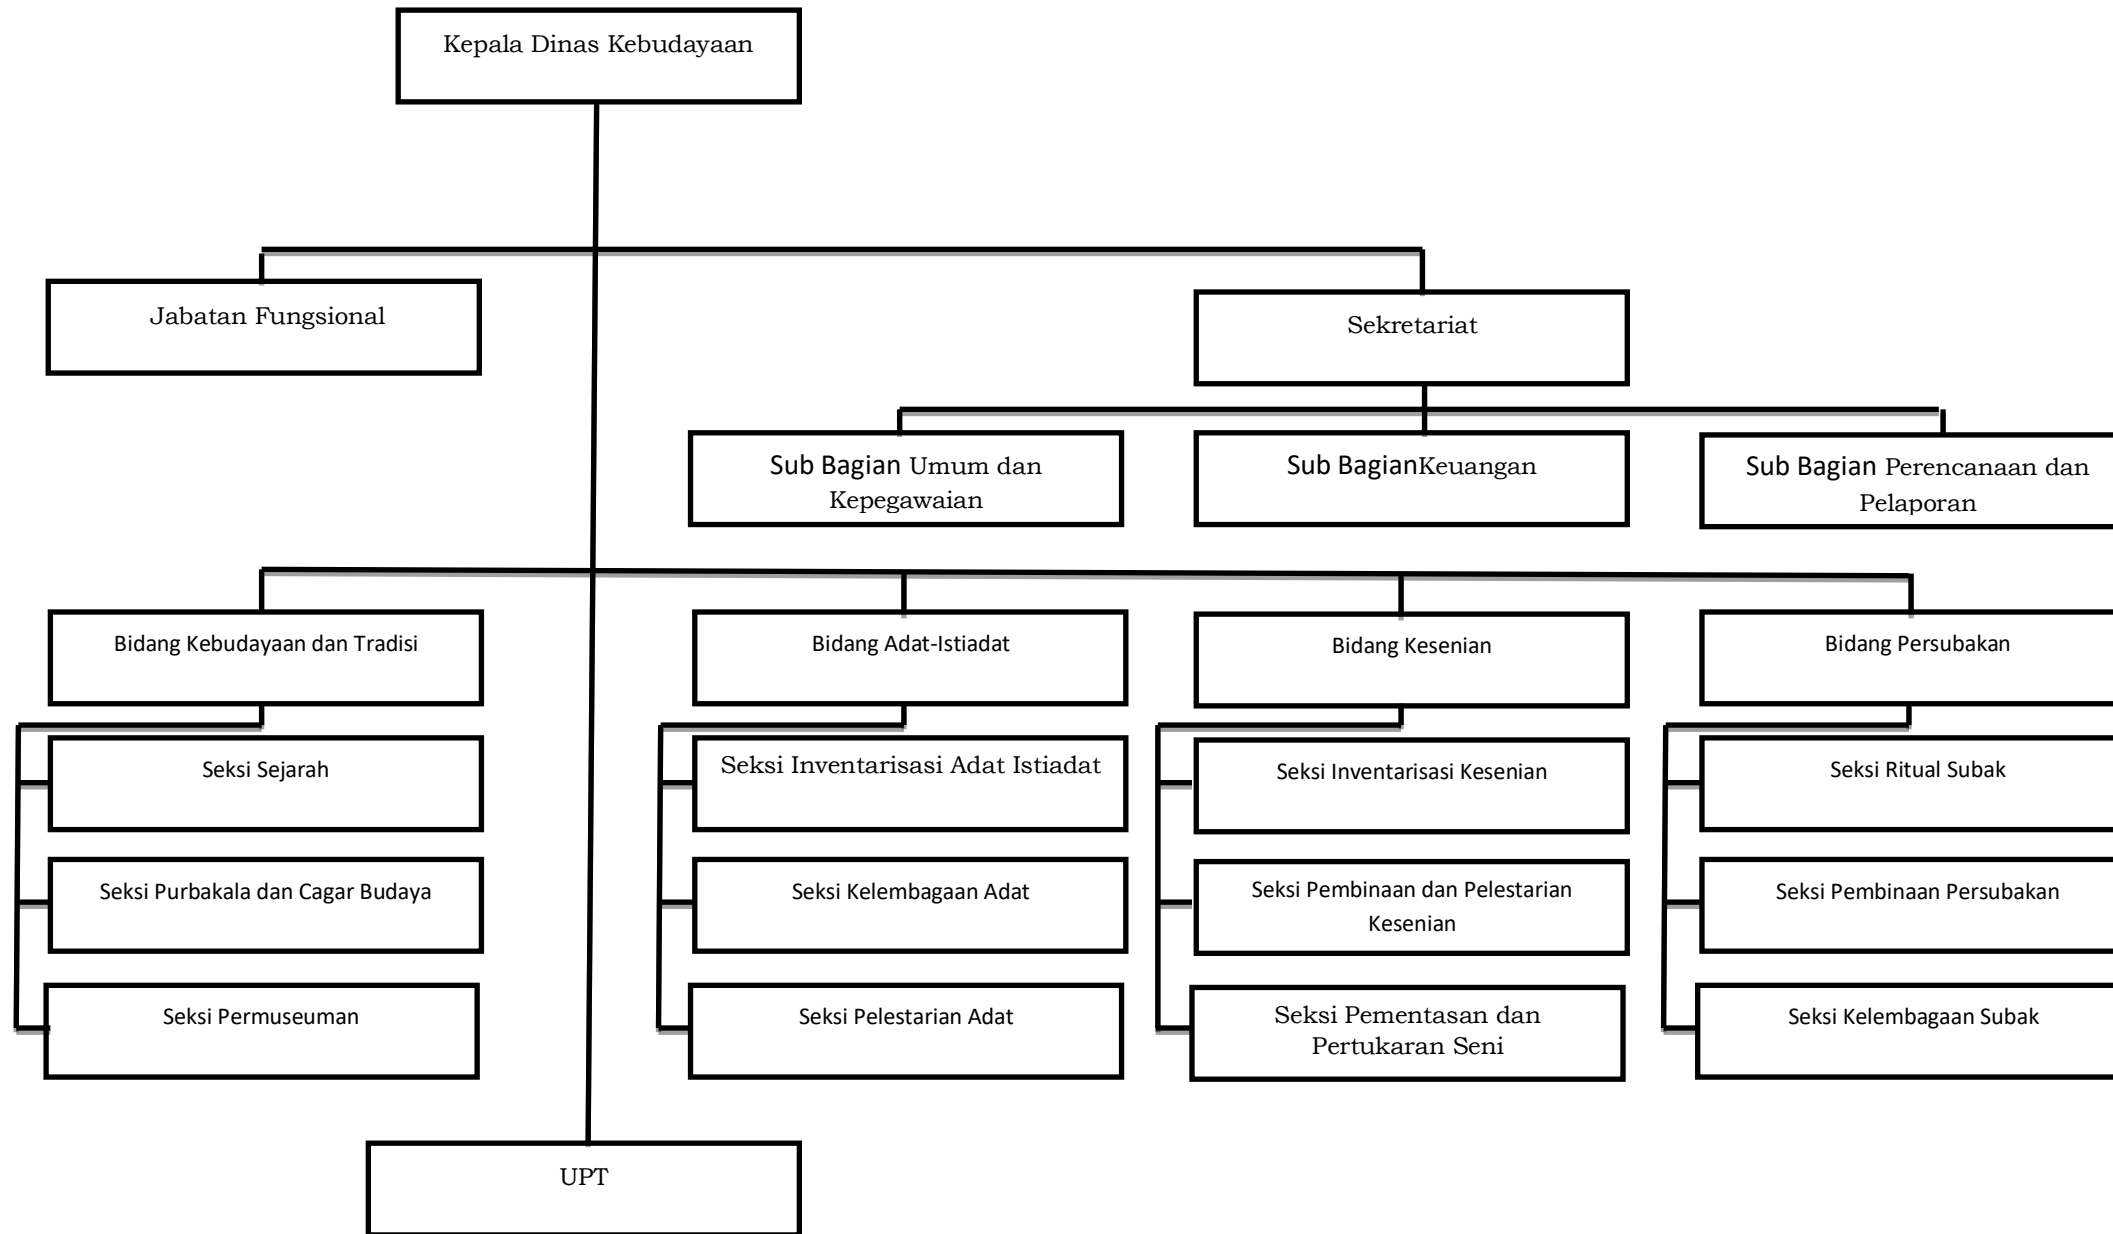 Kepala Dinas Kebudayaan
Jabatan Fungsional
Sekretariat
Sub Bagian Umum dan
Kepegawaian
Sub BagianKeuangan
Sub Bagian Perencanaan dan
Pelaporan
Bidang Kebudayaan dan Tradisi
Bidang Adat-Istiadat
Bidang Kesenian
Bidang Persubakan
Seksi Sejarah
Seksi Inventarisasi Adat Istiadat
Seksi Inventarisasi Kesenian
Seksi Ritual Subak
Seksi Purbakala dan Cagar Budaya
Seksi Kelembagaan Adat
Seksi Pembinaan dan Pelestarian
Kesenian
Seksi Pembinaan Persubakan
Seksi Permuseuman
Seksi Pelestarian Adat
Seksi Pementasan dan
Pertukaran Seni
Seksi Kelembagaan Subak
UPT